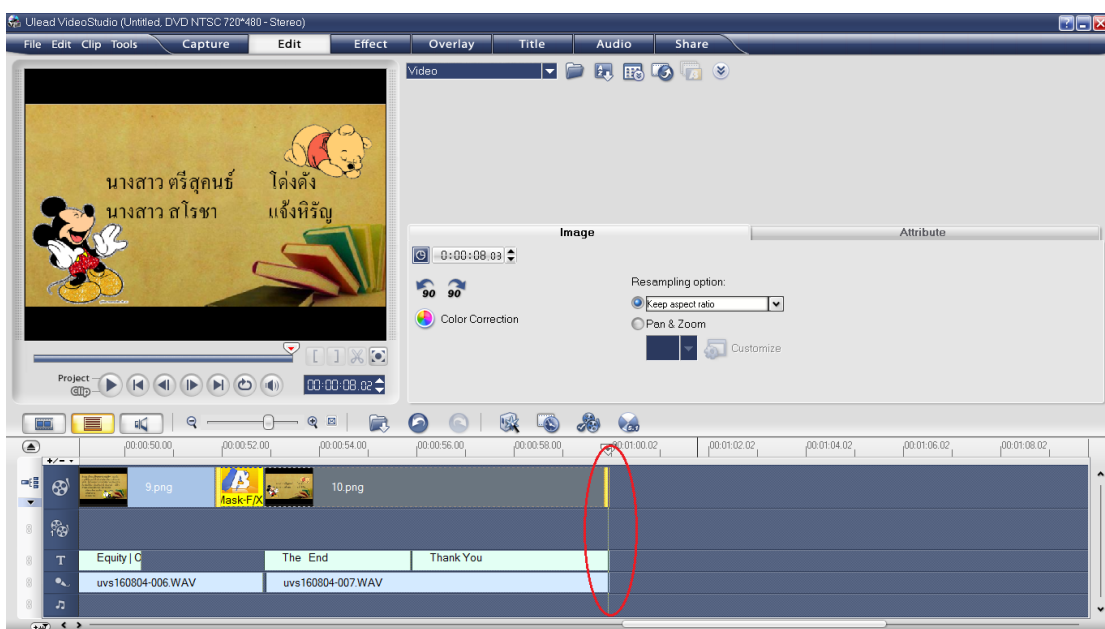 Ulead VideoStudio (Untitled, DVD NTSC 720*480 - Stereo)
File Edit Clip Tools Capture Edit Effect Overlay Title Audio Share
Video
นางสาว ตรีสุคนธ์ โด่งดัง
นางสาว สโรชา แจ้งหิรัญ
Image Attribute
0:00:08.03
90 90
Resampling option:
Keep aspect ratio
Color Correction
Pan & Zoom
Customize
Project
00:00:08.02
00:00:50.00 00:00:52.00 00:00:54.00 00:00:56.00 00:00:58.00 00:01:00.02 00:01:02.02 00:01:04.02 00:01:06.02 00:01:08.02
9.png Mask-F/X 10.png
T Equity | C The End Thank You
uvs160804-006.WAV uvs160804-007.WAV